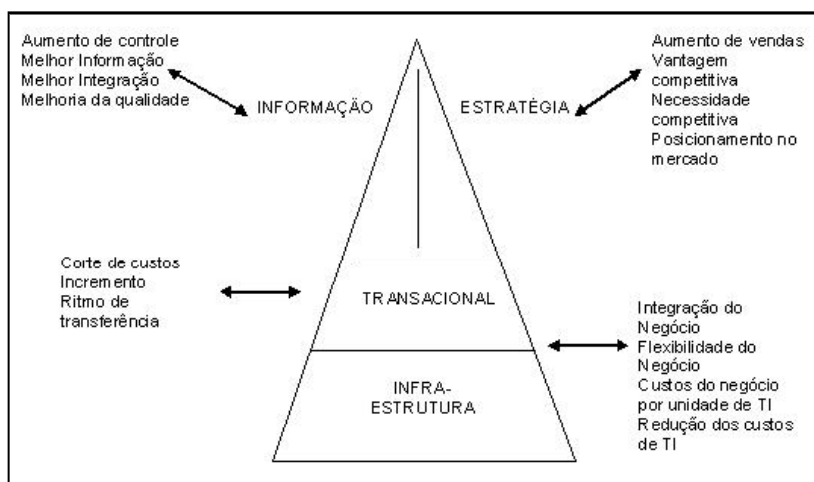 Aumento de controle
Melhor Informação
Melhor Integração
Melhoria da qualidade
INFORMAÇÃO
ESTRATÉGIA
Aumento de vendas
Vantagem
competitiva
Necessidade
competitiva
Posicionamento no
mercado
Corte de custos
Incremento
Ritmo de
transferência
TRANSACIONAL
Integração do
Negócio
Flexibilidade do
Negócio
Custos do negócio
por unidade de TI
Redução dos custos
de TI
INFRA-
ESTRUTURA